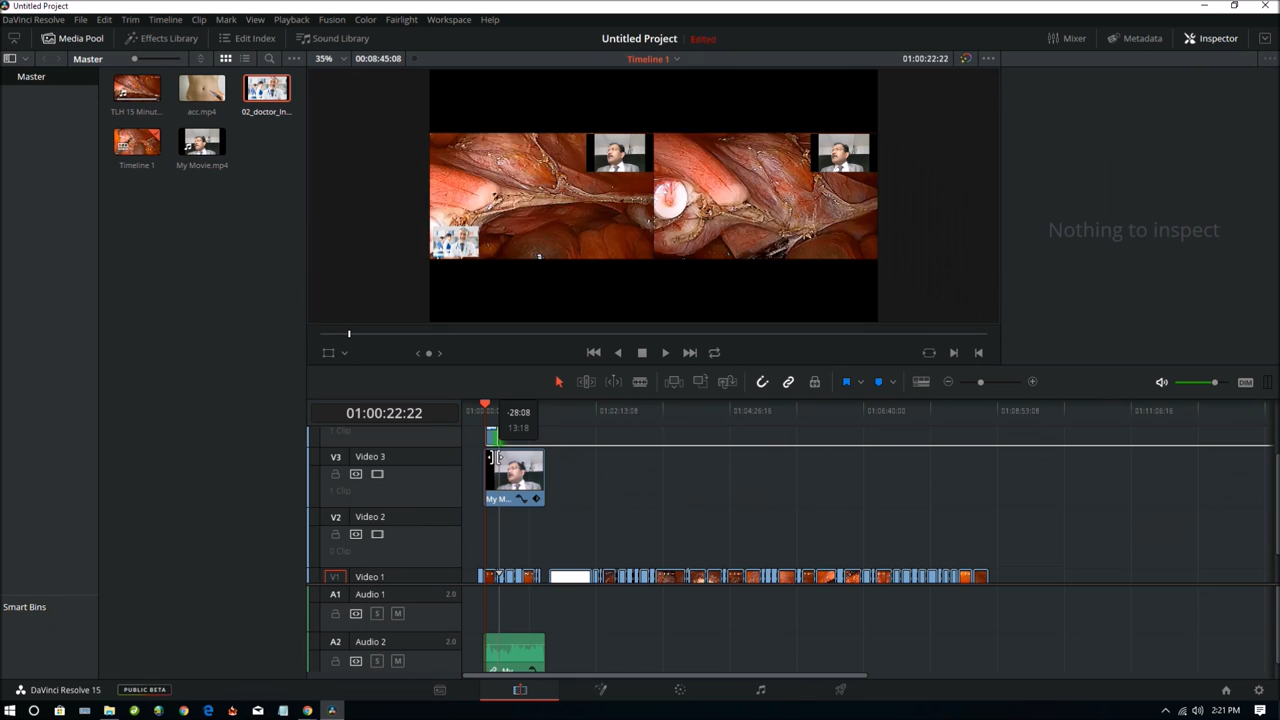 Untitled Project
DaVinci Resolve File Edit Trim Timeline Clip Mark View Playback Fusion Color Fairlight Workspace Help
Media Pool Effects Library Edit Index Sound Library Untitled Project Edited Mixer Metadata Inspector
Master 35% 00:08:45:08 Timeline 1 01:00:22:22
Master
TLH 15 Minut... acc.mp4 02_doctor_In...
Timeline 1 My Movie.mp4
Nothing to inspect
DIM
01:00:22:22 -28:08 01:02:13:08 01:04:26:16 01:06:40:00 01:08:53:08 01:11:06:16
13:18
1 Clip
V3 Video 3
1 Clip
My M...
V2 Video 2
0 Clip
V1 Video 1
A1 Audio 1 2.0
S M
Smart Bins
A2 Audio 2 2.0
S M
DaVinci Resolve 15 PUBLIC BETA
2:21 PM